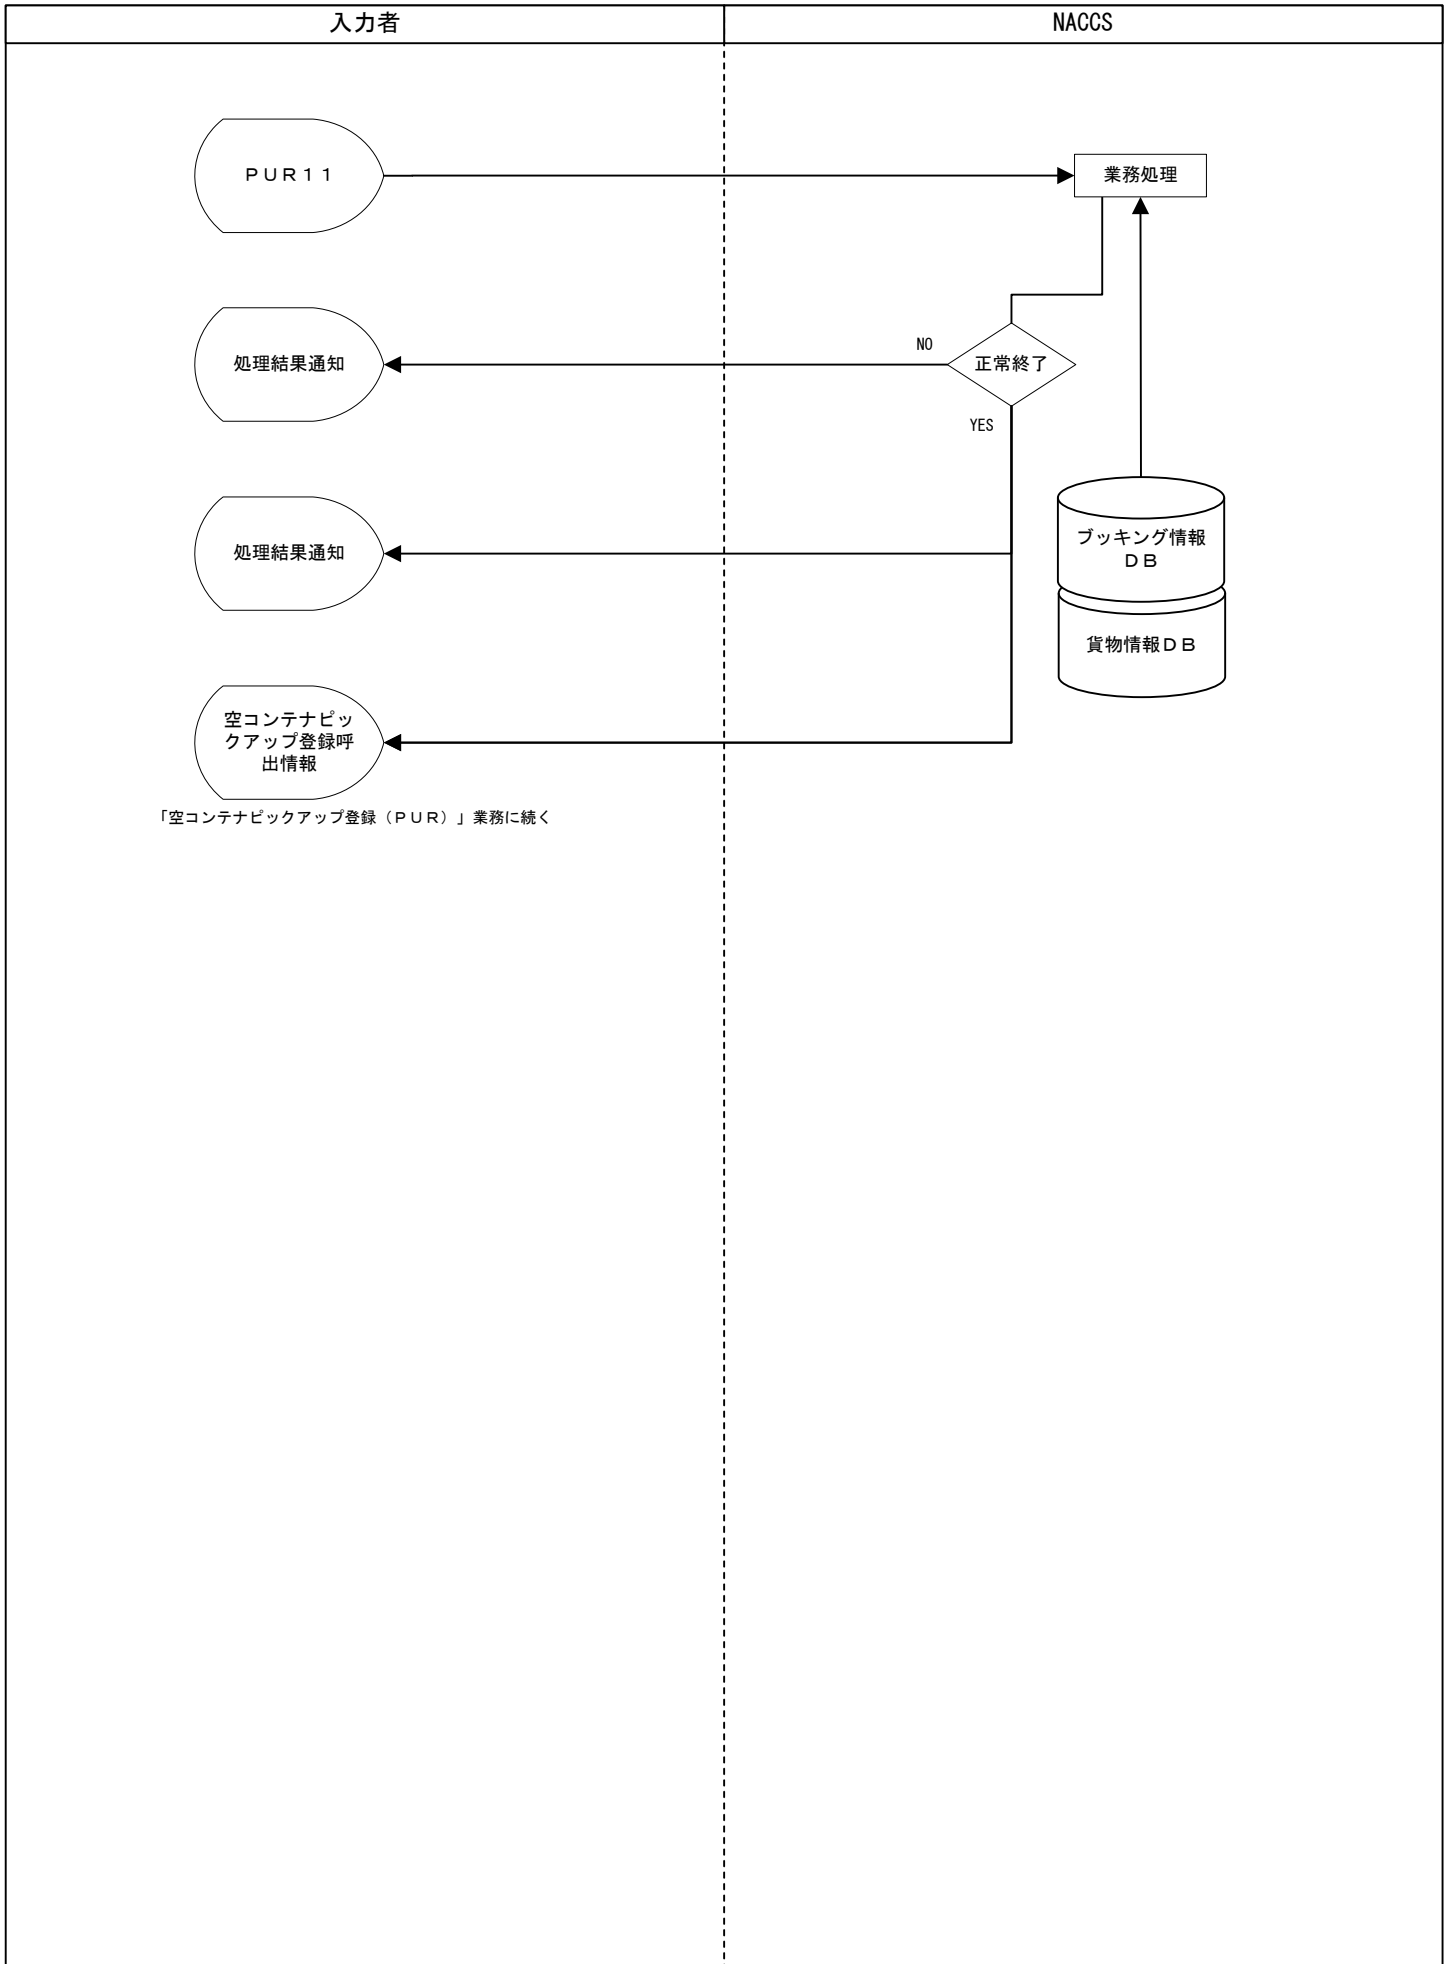 入力者
NACCS
ＰＵＲ１１
業務処理
NO
正常終了
処理結果通知
YES
処理結果通知
ブッキング情報
ＤＢ
貨物情報ＤＢ
空コンテナピッ
クアップ登録呼
出情報
「空コンテナピックアップ登録（ＰＵＲ）」業務に続く